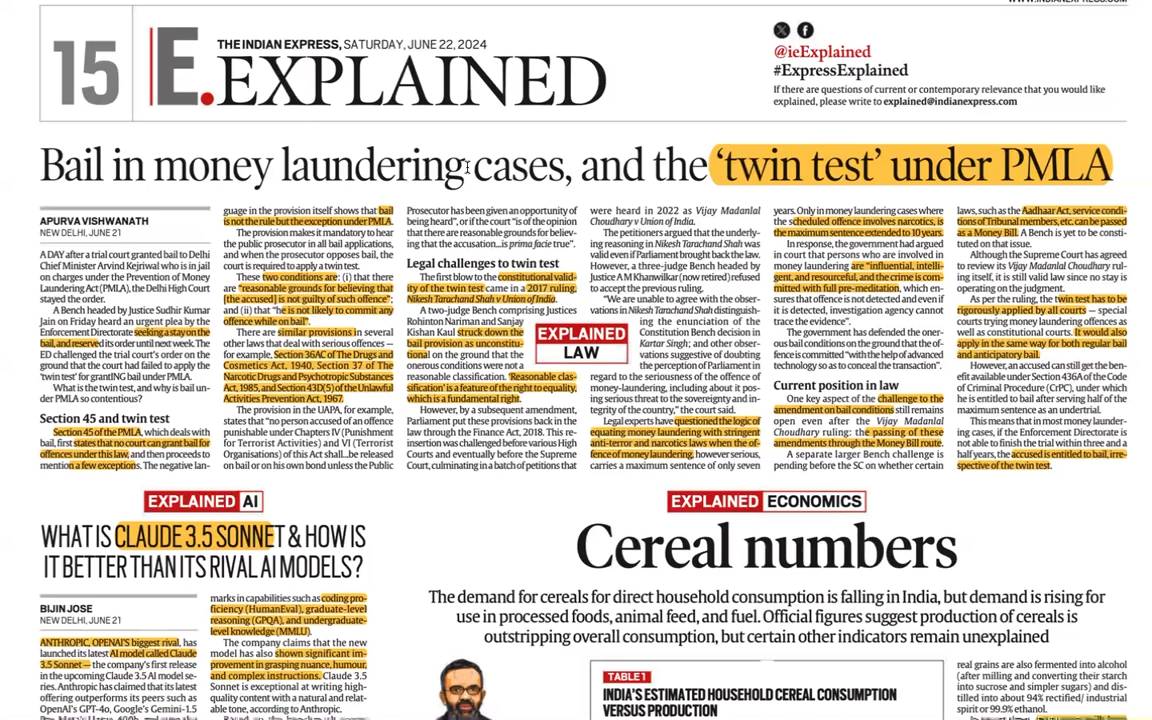 WWW.INDIANEXPRESS.COM
15
E.EXPLAINED
THE INDIAN EXPRESS, SATURDAY, JUNE 22, 2024
@ieExplained
#ExpressExplained
If there are questions of current or contemporary relevance that you would like
explained, please write to explained@indianexpress.com
Bail in money laundering cases, and the ‘twin test’ under PMLA
APURVA VISHWANATH
NEW DELHI, JUNE 21
A DAY after a trial court granted bail to Delhi
Chief Minister Arvind Kejriwal who is in jail
on charges under the Prevention of Money
Laundering Act (PMLA), the Delhi High Court
stayed the order.
A Bench headed by Justice Sudhir Kumar
Jain on Friday heard an urgent plea by the
Enforcement Directorate seeking a stay on the
bail, and reserved its order until next week. The
ED challenged the trial court's order on the
ground that the court had failed to apply the
'twin test' for grantING bail under PMLA.
What is the twin test, and why is bail un-
der PMLA so contentious?
Section 45 and twin test
Section 45 of the PMLA, which deals with
bail, first states that no court can grant bail for
offences under this law, and then proceeds to
mention a few exceptions. The negative lan-
guage in the provision itself shows that bail
is not the rule but the exception under PMLA.
The provision makes it mandatory to hear
the public prosecutor in all bail applications,
and when the prosecutor opposes bail, the
court is required to apply a twin test.
These two conditions are: (i) that there
are "reasonable grounds for believing that
[the accused] is not guilty of such offence";
and (ii) that "he is not likely to commit any
offence while on bail".
There are similar provisions in several
other laws that deal with serious offences —
for example, Section 36AC of The Drugs and
Cosmetics Act, 1940, Section 37 of The
Narcotic Drugs and Psychotropic Substances
Act, 1985, and Section 43D(5) of the Unlawful
Activities Prevention Act, 1967.
The provision in the UAPA, for example,
states that "no person accused of an offence
punishable under Chapters IV (Punishment
for Terrorist Activities) and VI (Terrorist
Organisations) of this Act shall...be released
on bail or on his own bond unless the Public
Prosecutor has been given an opportunity of
being heard", or if the court "is of the opinion
that there are reasonable grounds for believ-
ing that the accusation...is prima facie true".
Legal challenges to twin test
The first blow to the constitutional valid-
ity of the twin test came in a 2017 ruling,
Nikesh Tarachand Shah v Union of India.
A two-judge Bench comprising Justices
Rohinton Nariman and Sanjay
Kishan Kaul struck down the
bail provision as unconstitu-
tional on the ground that the
onerous conditions were not a
reasonable classification. 'Reasonable clas-
sification' is a feature of the right to equality,
which is a fundamental right.
However, by a subsequent amendment,
Parliament put these provisions back in the
law through the Finance Act, 2018. This re-
insertion was challenged before various High
Courts and eventually before the Supreme
Court, culminating in a batch of petitions that
EXPLAINED
LAW
were heard in 2022 as Vijay Madanlal
Choudhary v Union of India.
The petitioners argued that the underly-
ing reasoning in Nikesh Tarachand Shah was
valid even if Parliament brought back the law.
However, a three-judge Bench headed by
Justice A M Khanwilkar (now retired) refused
to accept the previous ruling.
"We are unable to agree with the obser-
vations in Nikesh Tarachand Shah distinguish-
ing the enunciation of the
Constitution Bench decision in
Kartar Singh; and other obser-
vations suggestive of doubting
the perception of Parliament in
regard to the seriousness of the offence of
money-laundering, including about it pos-
ing serious threat to the sovereignty and in-
tegrity of the country," the court said.
Legal experts have questioned the logic of
equating money laundering with stringent
anti-terror and narcotics laws when the of-
fence of money laundering, however serious,
carries a maximum sentence of only seven
years. Only in money laundering cases where
the scheduled offence involves narcotics, is
the maximum sentence extended to 10 years.
In response, the government had argued
in court that persons who are involved in
money laundering are "influential, intelli-
gent, and resourceful, and the crime is com-
mitted with full pre-meditation, which en-
sures that offence is not detected and even if
it is detected, investigation agency cannot
trace the evidence".
The government has defended the oner-
ous bail conditions on the ground that the of-
fence is committed "with the help of advanced
technology so as to conceal the transaction".
Current position in law
One key aspect of the challenge to the
amendment on bail conditions still remains
open even after the Vijay Madanlal
Choudhary ruling: the passing of these
amendments through the Money Bill route.
A separate larger Bench challenge is
pending before the SC on whether certain
laws, such as the Aadhaar Act, service condi-
tions of Tribunal members, etc. can be passed
as a Money Bill. A Bench is yet to be consti-
tuted on that issue.
Although the Supreme Court has agreed
to review its Vijay Madanlal Choudhary rul-
ing itself, it is still valid law since no stay is
operating on the judgment.
As per the ruling, the twin test has to be
rigorously applied by all courts — special
courts trying money laundering offences as
well as constitutional courts. It would also
apply in the same way for both regular bail
and anticipatory bail.
However, an accused can still get the ben-
efit available under Section 436A of the Code
of Criminal Procedure (CrPC), under which
he is entitled to bail after serving half of the
maximum sentence as an undertrial.
This means that in most money launder-
ing cases, if the Enforcement Directorate is
not able to finish the trial within three and a
half years, the accused is entitled to bail, irre-
spective of the twin test.
EXPLAINED AI
WHAT IS CLAUDE 3.5 SONNET & HOW IS
IT BETTER THAN ITS RIVAL AI MODELS?
BIJIN JOSE
NEW DELHI, JUNE 21
ANTHROPIC, OPENAI'S biggest rival, has
launched its latest AI model called Claude
3.5 Sonnet — the company's first release
in the upcoming Claude 3.5 AI model se-
ries. Anthropic has claimed that its latest
offering outperforms its peers such as
OpenAI's GPT-4o, Google's Gemini-1.5
marks in capabilities such as coding pro-
ficiency (HumanEval), graduate-level
reasoning (GPQA), and undergraduate-
level knowledge (MMLU).
The company claims that the new
model has also shown significant im-
provement in grasping nuance, humour,
and complex instructions. Claude 3.5
Sonnet is exceptional at writing high-
quality content with a natural and relat-
able tone, according to Anthropic.
EXPLAINED ECONOMICS
Cereal numbers
The demand for cereals for direct household consumption is falling in India, but demand is rising for
use in processed foods, animal feed, and fuel. Official figures suggest production of cereals is
outstripping overall consumption, but certain other indicators remain unexplained
TABLE 1
INDIA'S ESTIMATED HOUSEHOLD CEREAL CONSUMPTION
VERSUS PRODUCTION
real grains are also fermented into alcohol
(after milling and converting their starch
into sucrose and simpler sugars) and dis-
tilled into about 94% rectified/ industrial
spirit or 99.9% ethanol.